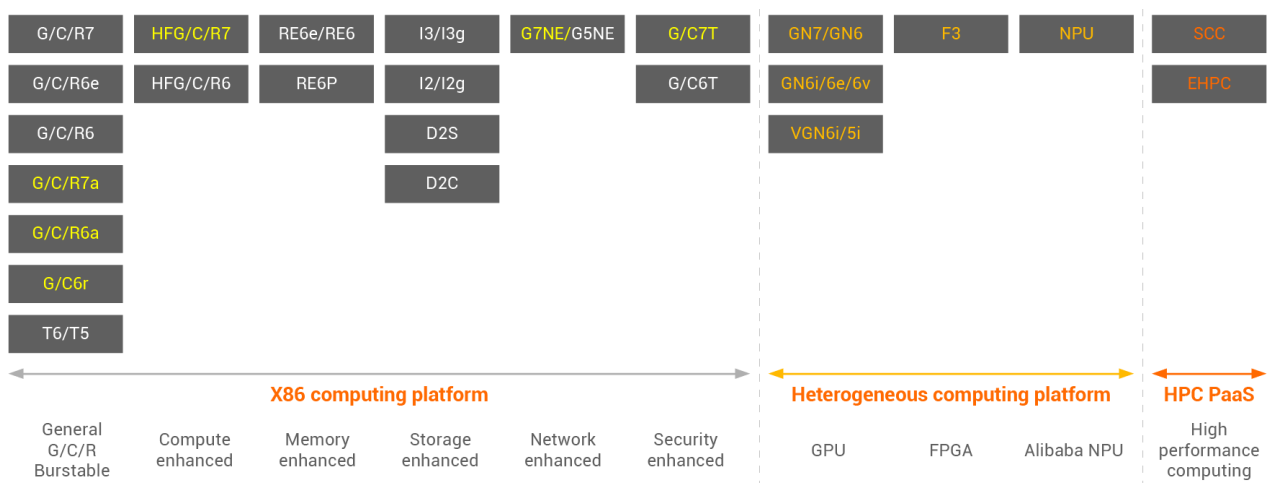 G/C/R7
HFG/C/R7
RE6e/RE6
I3/I3g
G7NE/G5NE
G/C7T
GN7/GN6
F3
NPU
SCC
G/C/R6e
HFG/C/R6
RE6P
I2/I2g
G/C6T
GN6i/6e/6v
EHPC
G/C/R6
D2S
VGN6i/5i
G/C/R7a
D2C
G/C/R6a
G/C6r
T6/T5
X86 computing platform
Heterogeneous computing platform
HPC PaaS
General
G/C/R
Burstable
Compute
enhanced
Memory
enhanced
Storage
enhanced
Network
enhanced
Security
enhanced
GPU
FPGA
Alibaba NPU
High
performance
computing